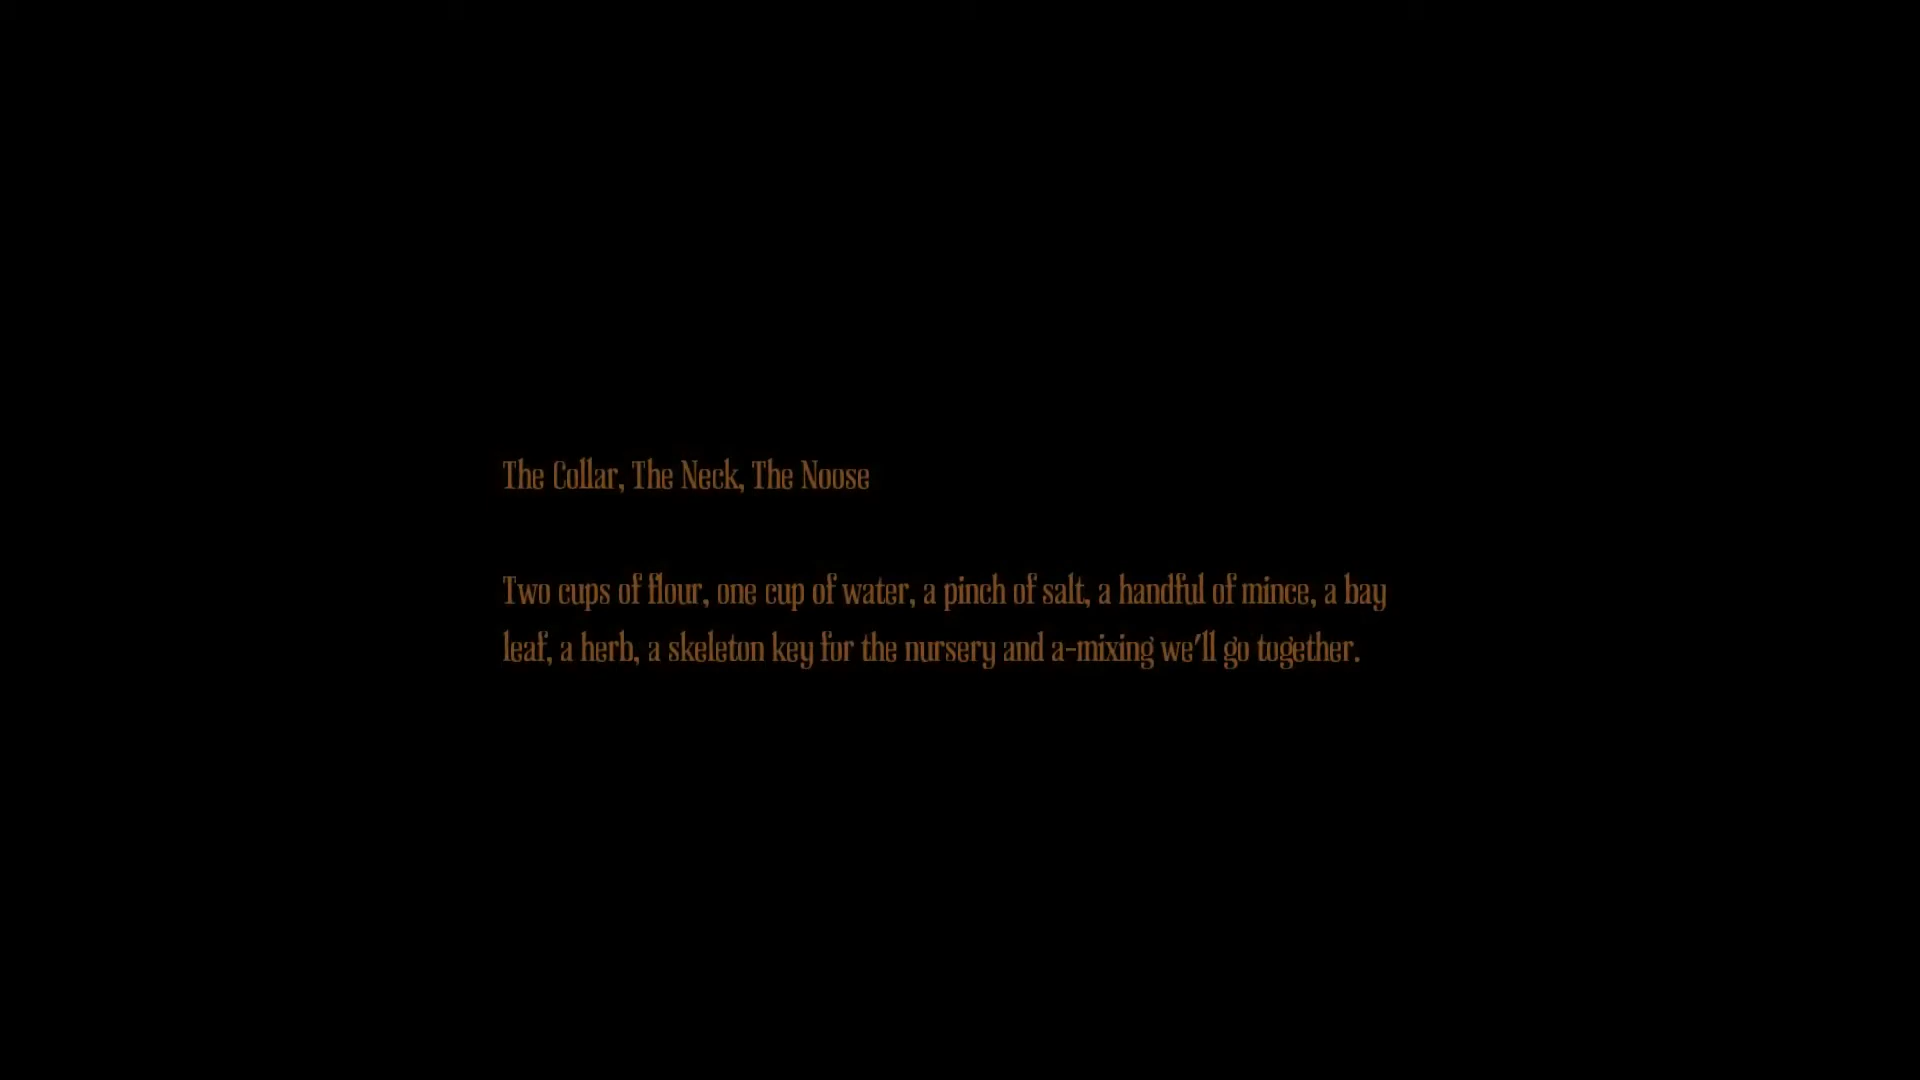 The Collar, The Neck, The Noose
Two cups of flour, one cup of water, a pinch of salt, a handful of mince, a bay
leaf, a herb, a skeleton key for the nursery and a-mixing we'll go together.